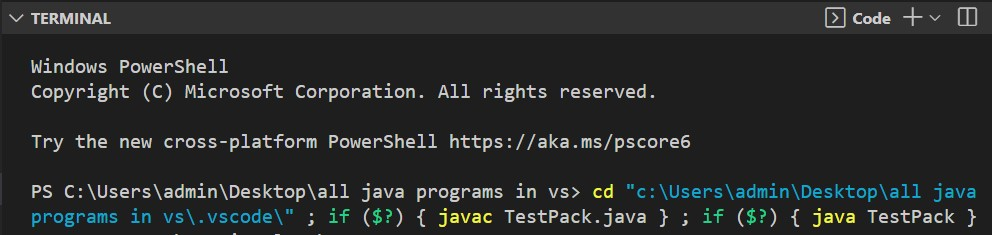 TERMINAL
Code
Windows PowerShell
Copyright (C) Microsoft Corporation. All rights reserved.
Try the new cross-platform PowerShell https://aka.ms/pscore6
PS C:\Users\admin\Desktop\all java programs in vs> cd "c:\Users\admin\Desktop\all java
programs in vs\.vscode\" ; if ($?) { javac TestPack.java } ; if ($?) { java TestPack }